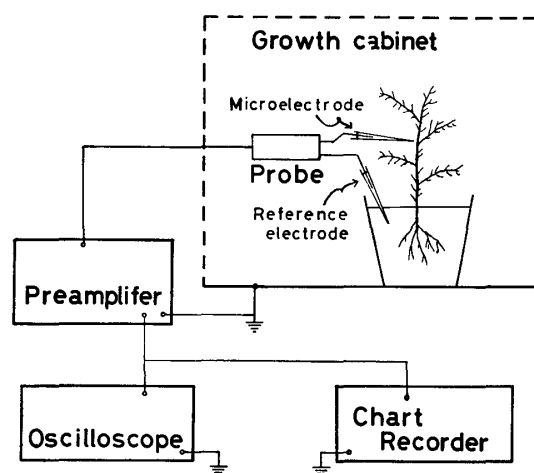 Growth cabinet
Microelectrode
Probe
Reference
electrode
Preamplifer
Oscilloscope
Chart
Recorder